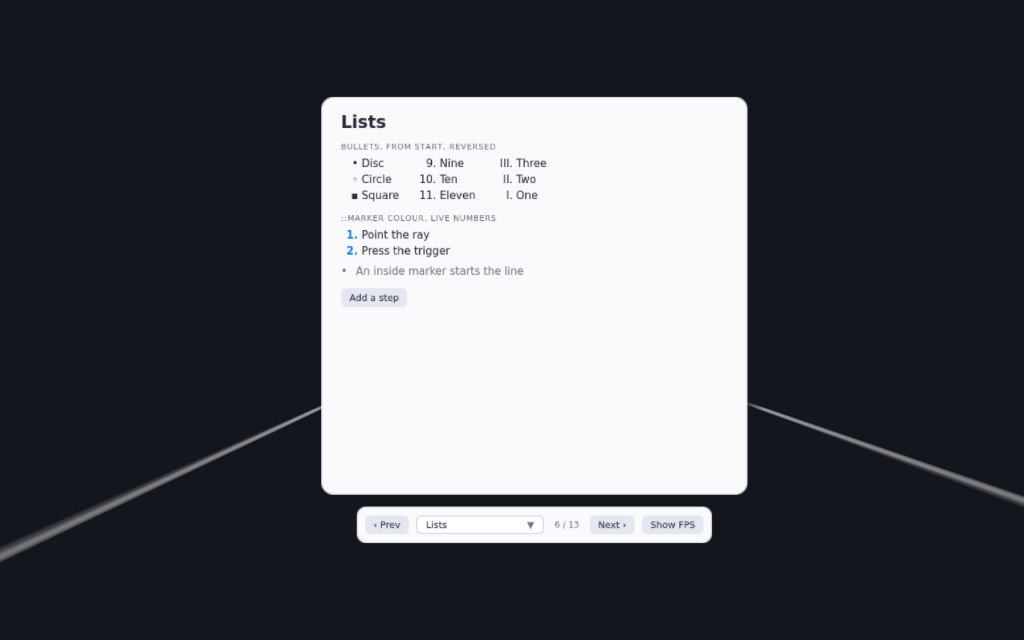 Lists
BULLETS, FROM START, REVERSED
• Disc 9. Nine III. Three
◦ Circle 10. Ten II. Two
▪ Square 11. Eleven I. One
::MARKER COLOUR, LIVE NUMBERS
1. Point the ray
2. Press the trigger
• An inside marker starts the line
Add a step
‹ Prev Lists ▼ 6 / 13 Next › Show FPS